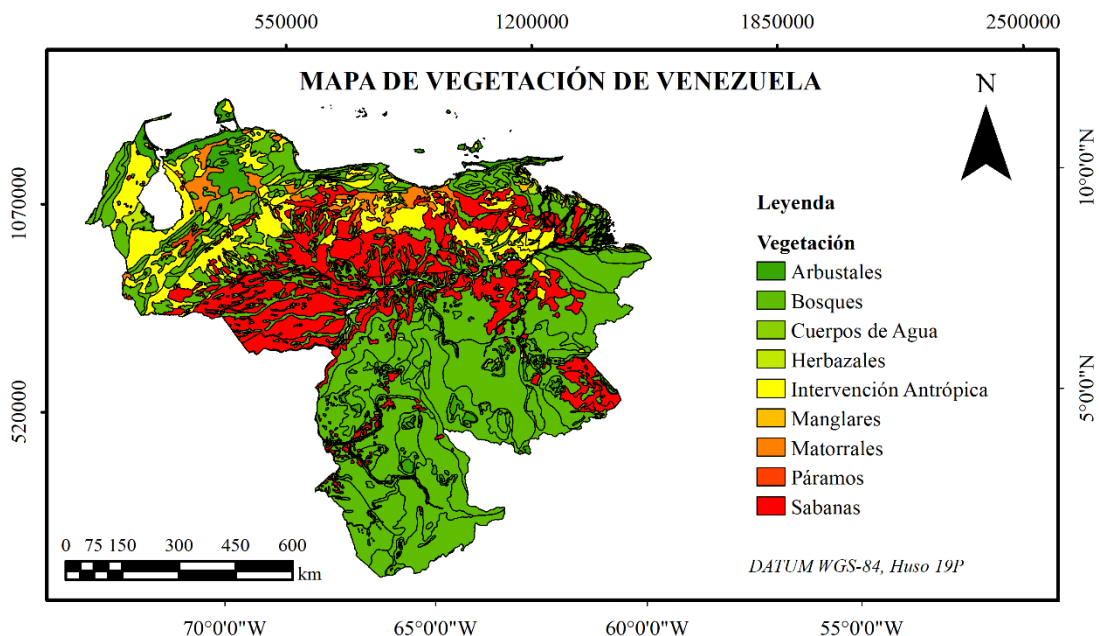 550000 1200000 1850000 2500000
MAPA DE VEGETACIÓN DE VENEZUELA
N
10°0'0"N
1070000
Leyenda
Vegetación
Arbustales
Bosques
Cuerpos de Agua
Herbazales
Intervención Antrópica
Manglares
Matorrales
Páramos
Sabanas
5°0'0"N
520000
0 75 150 300 450 600
km
DATUM WGS-84, Huso 19P
70°0'0"W 65°0'0"W 60°0'0"W 55°0'0"W